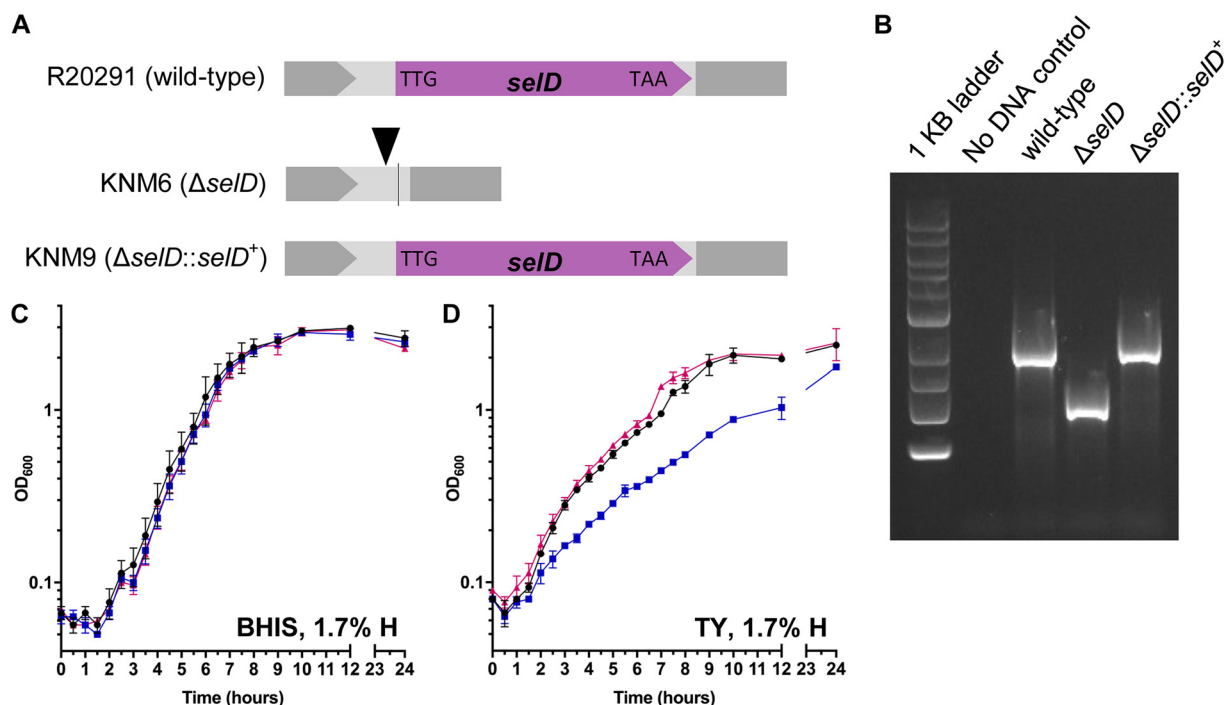 A
R20291 (wild-type)
TTG selD TAA
KNM6 (ΔselD)
KNM9 (ΔselD::selD⁺)
TTG selD TAA
B
1 KB ladder
No DNA control
wild-type
ΔselD
ΔselD::selD⁺
C
OD₆₀₀
1
0.1
BHIS, 1.7% H
0 1 2 3 4 5 6 7 8 9 10 11 12 23 24
Time (hours)
D
OD₆₀₀
1
0.1
TY, 1.7% H
0 1 2 3 4 5 6 7 8 9 10 11 12 23 24
Time (hours)